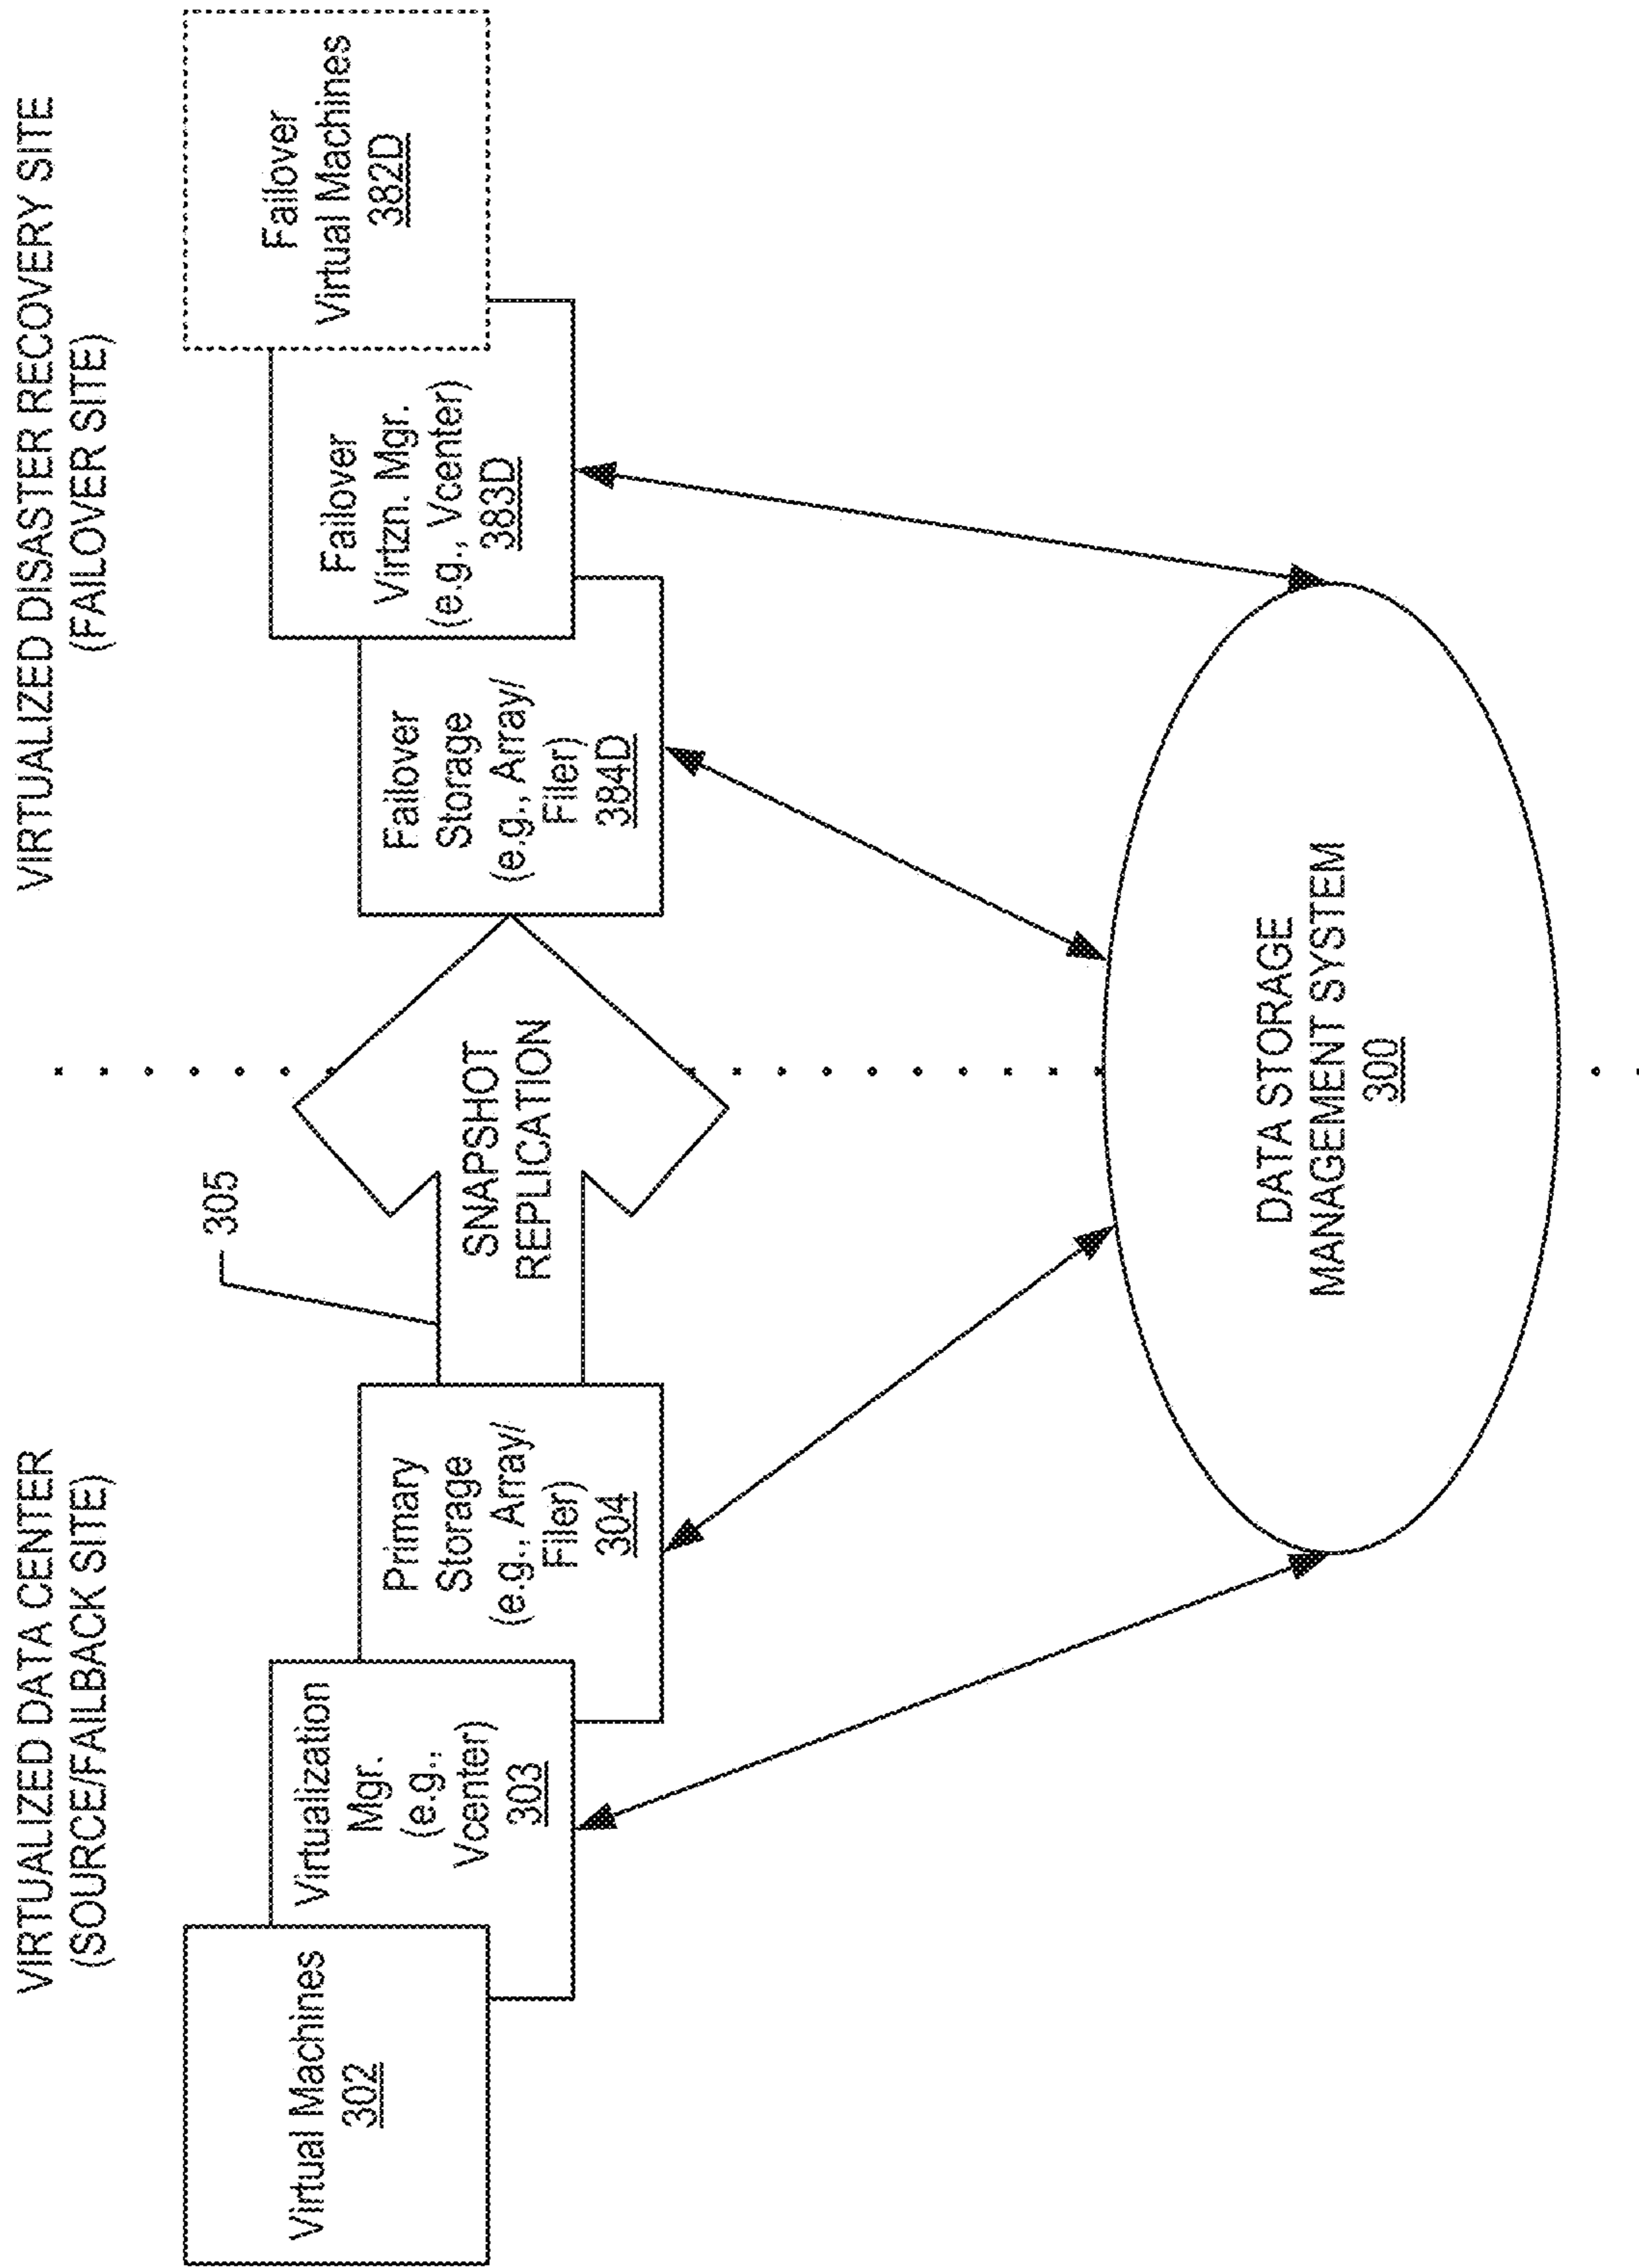 VIRTUALIZED DATA CENTER
(SOURCE/FAILBACK SITE)
VIRTUALIZED DISASTER RECOVERY SITE
(FAILOVER SITE)
Virtual Machines
302
Virtualization
Mgr.
(e.g.,
Vcenter)
303
Primary
Storage
(e.g., Array/
Filer)
304
305
SNAPSHOT
REPLICATION
Failover
Storage
(e.g., Array/
Filer)
384D
Failover
Virtzn. Mgr.
(e.g., Vcenter)
383D
Failover
Virtual Machines
382D
DATA STORAGE
MANAGEMENT SYSTEM
300